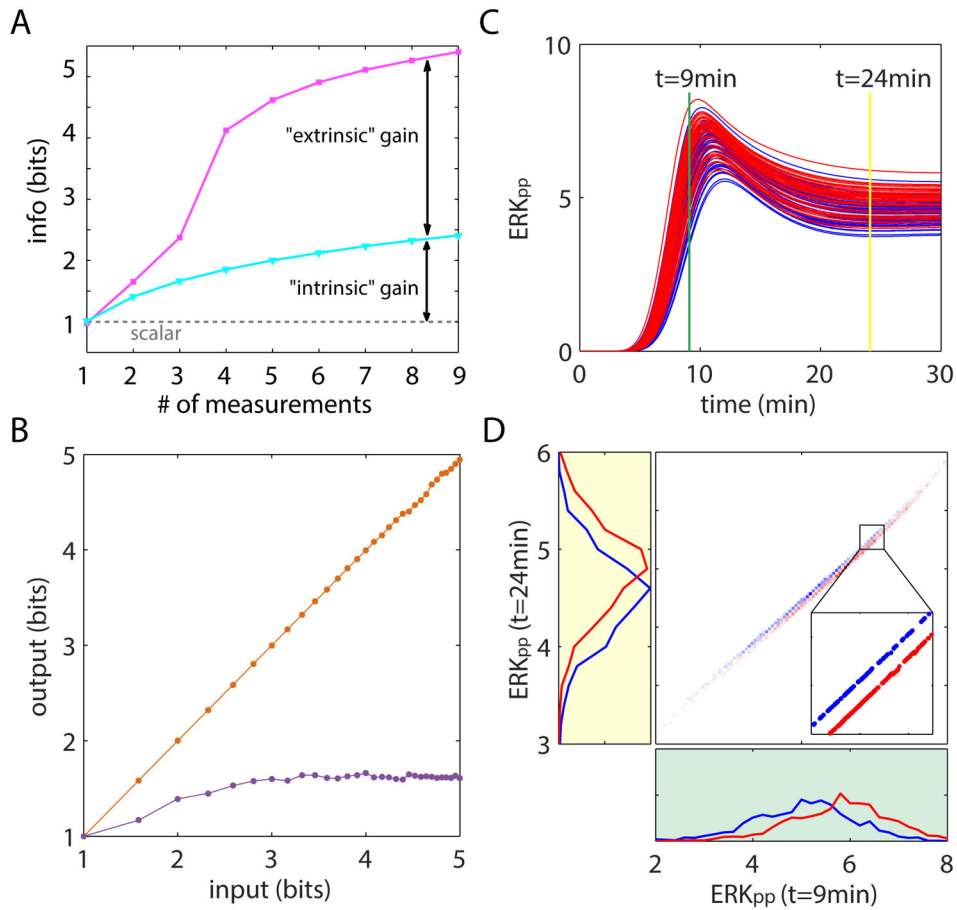 A
info (bits)
5
4
3
2
1
"extrinsic" gain
"intrinsic" gain
scalar
1 2 3 4 5 6 7 8 9
# of measurements
C
ERKpp
10
5
0
t=9min
t=24min
0 10 20 30
time (min)
B
output (bits)
5
4
3
2
1
1 2 3 4 5
input (bits)
D
ERKpp (t=24min)
6
5
4
3
2 4 6 8
ERKpp (t=9min)